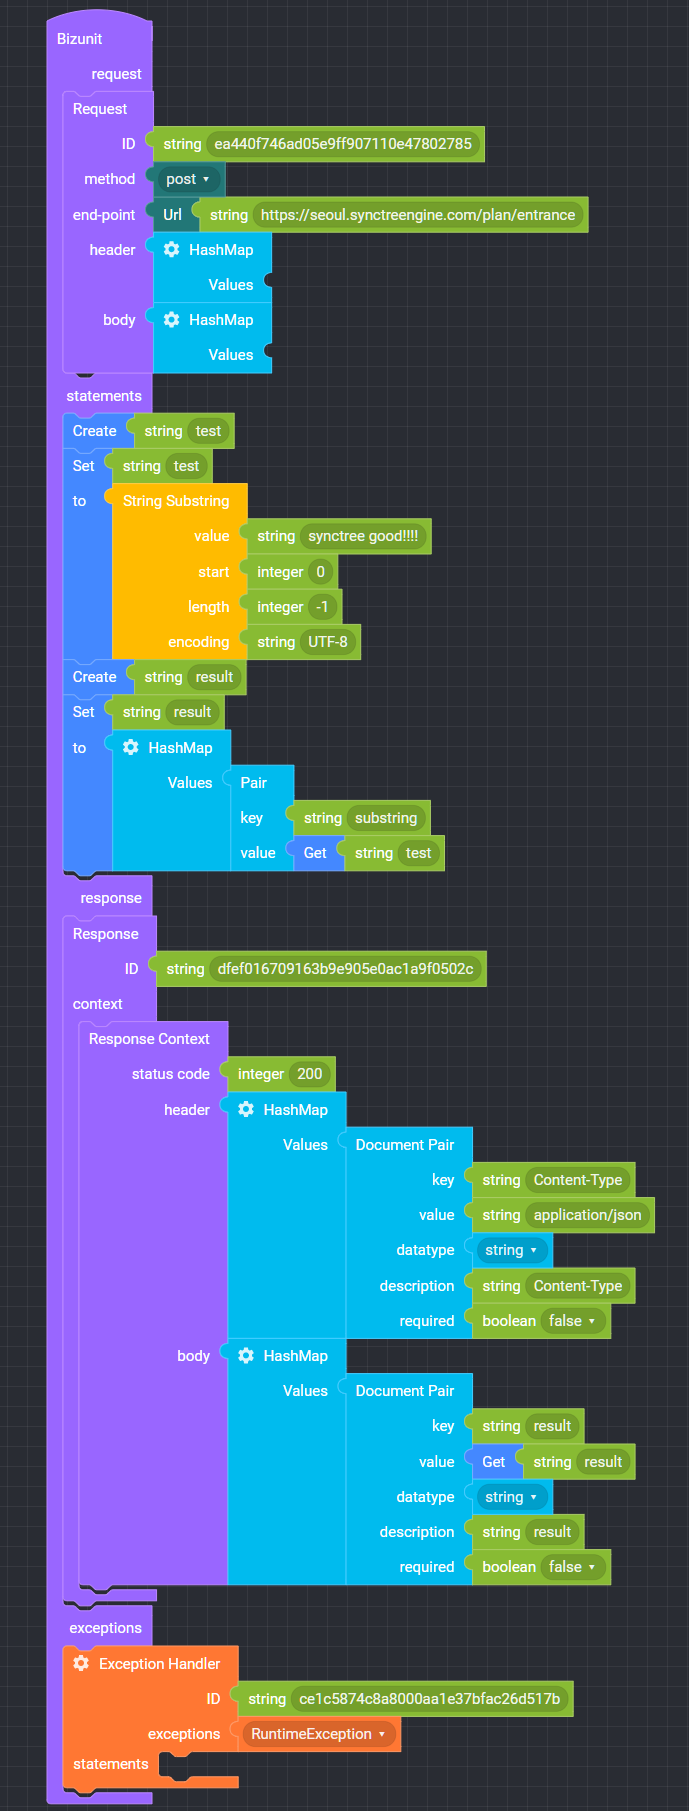 Bizunit
request
Request
ID string ea440f746ad05e9ff907110e47802785
method post
end-point Url string https://seoul.synctreengine.com/plan/entrance
header HashMap
Values
body HashMap
Values
statements
Create string test
Set string test
to String Substring
value string synctree good!!!!
start integer 0
length integer -1
encoding string UTF-8
Create string result
Set string result
to HashMap
Values Pair
key string substring
value Get string test
response
Response
ID string dfef016709163b9e905e0ac1a9f0502c
context
Response Context
status code integer 200
header HashMap
Values Document Pair
key string Content-Type
value string application/json
datatype string
description string Content-Type
required boolean false
body HashMap
Values Document Pair
key string result
value Get string result
datatype string
description string result
required boolean false
exceptions
Exception Handler
ID string ce1c5874c8a8000aa1e37bfac26d517b
exceptions RuntimeException
statements